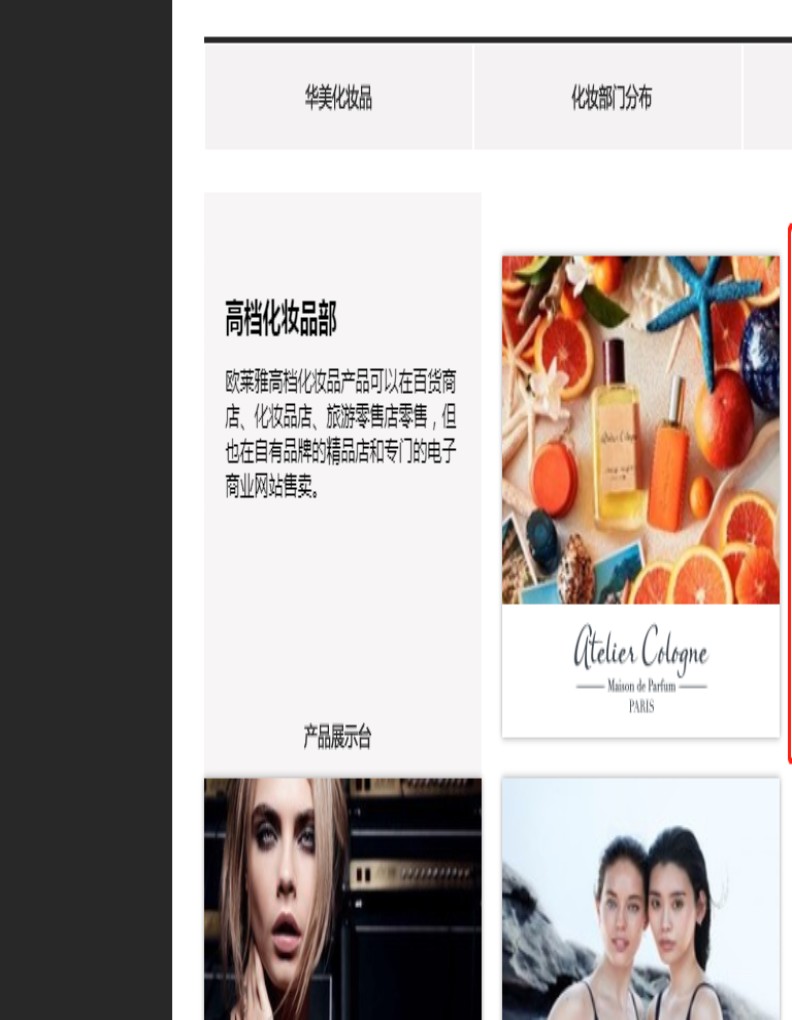 华美化妆品
化妆部门分布
高档化妆品部
欧莱雅高档化妆品产品可以在百货商
店、化妆品店、旅游零售店零售，但
也在自有品牌的精品店和专门的电子
商业网站售卖。
产品展示台
Atelier Cologne
Maison de Parfum
PARIS